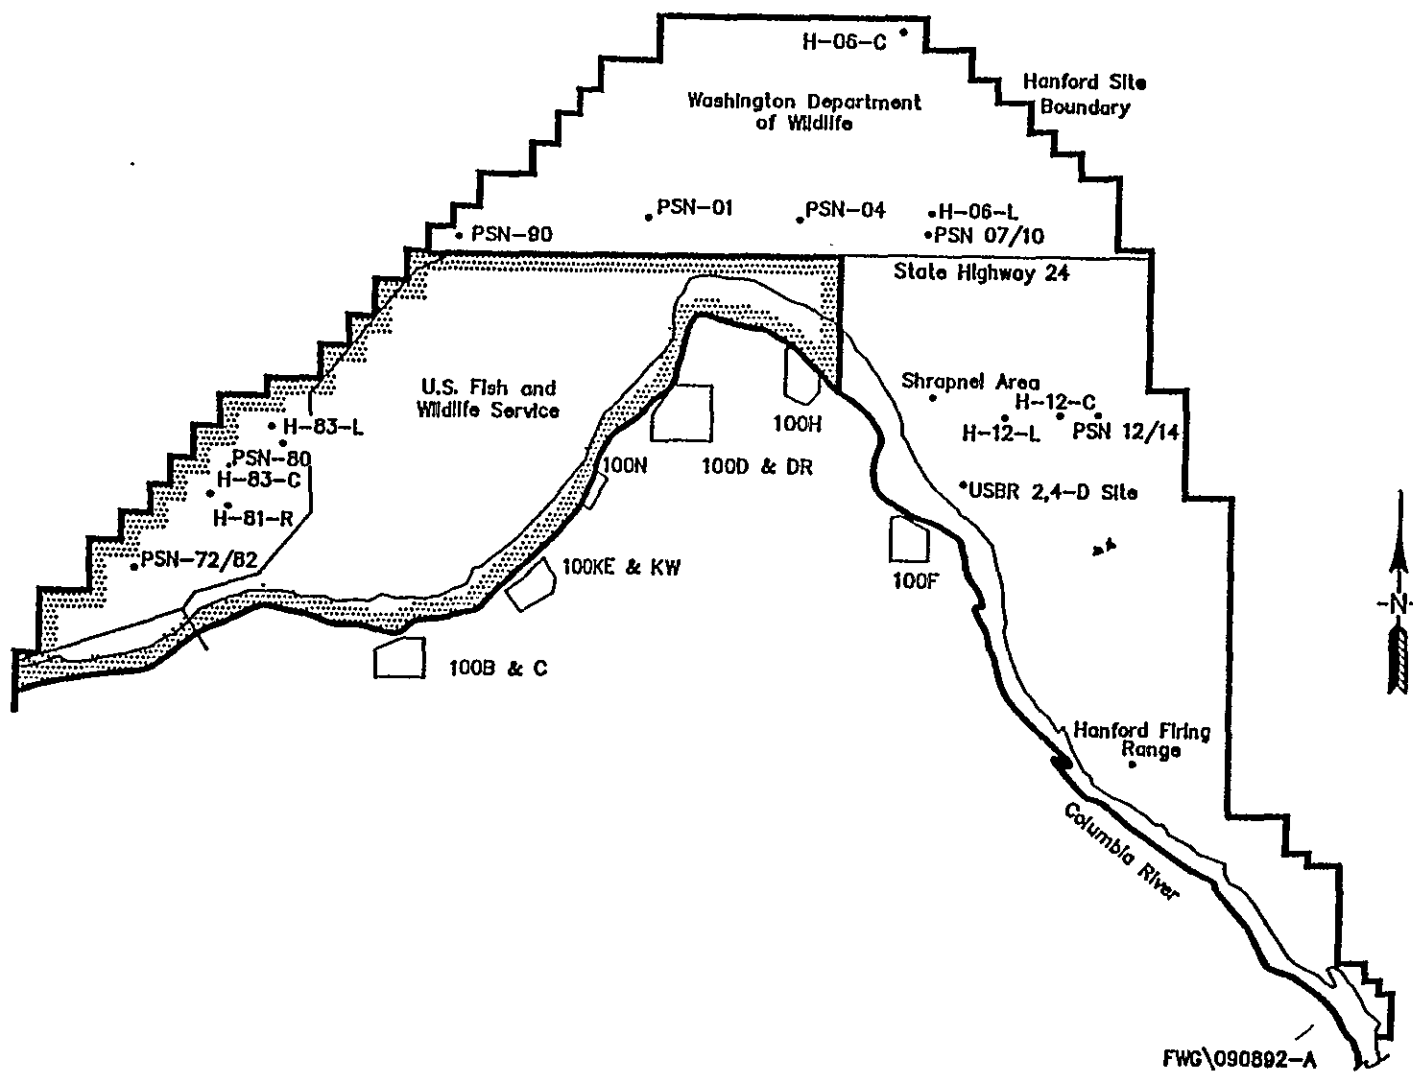 H-06-C
Hanford Site
Boundary
Washington Department
of Wildlife
PSN-01
PSN-04
H-06-L
PSN-90
PSN 07/10
State Highway 24
U.S. Fish and
Wildlife Service
Shrapnel Area
H-12-C
H-83-L
100H
H-12-L
PSN 12/14
PSN-80
100N
100D & DR
H-83-C
USBR 2,4-D Site
H-81-R
PSN-72/82
100KE & KW
100F
-N-
100B & C
Hanford Firing
Range
Columbia River
FWG\090892-A